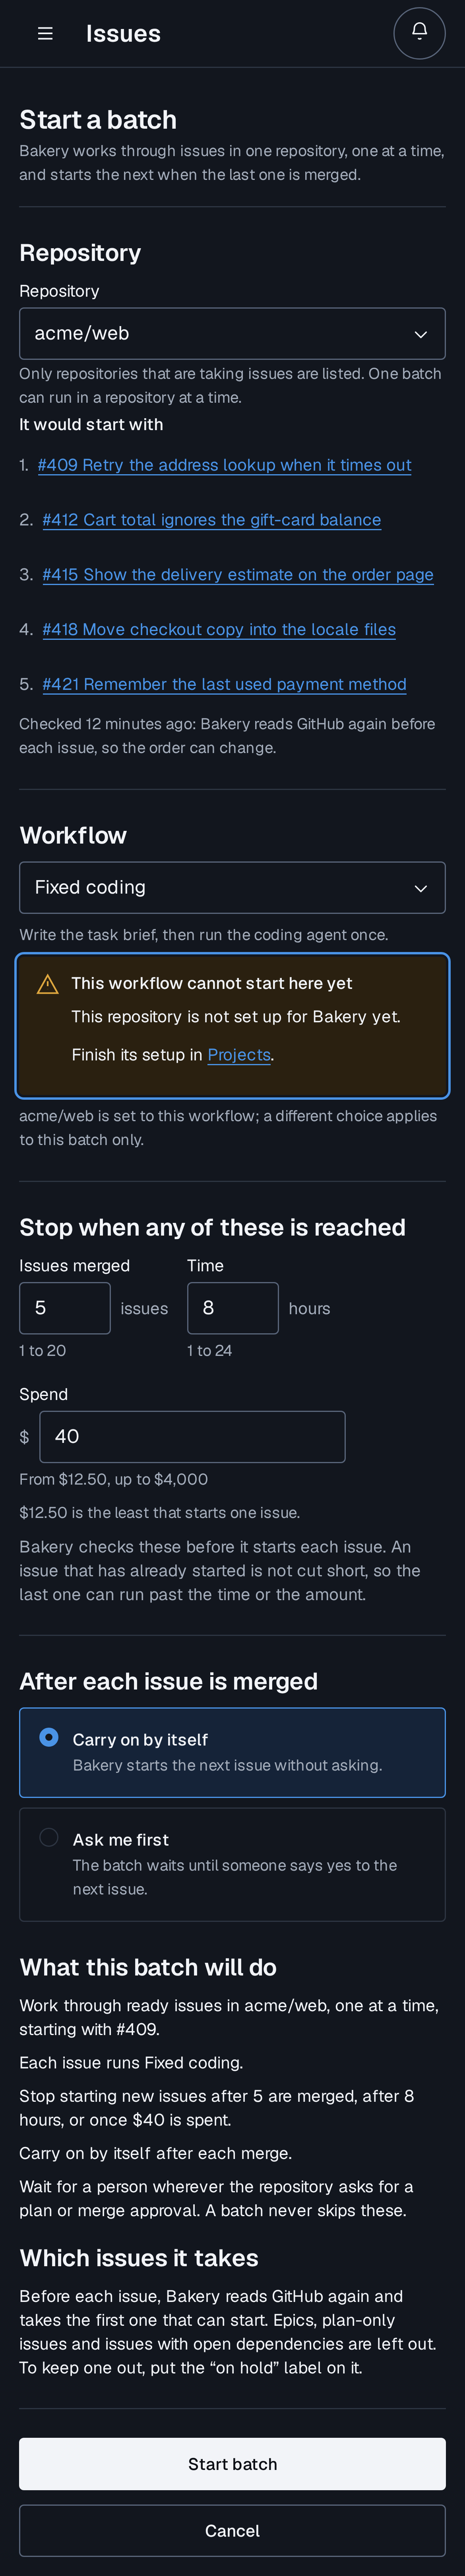 Issues
Start a batch
Bakery works through issues in one repository, one at a time,
and starts the next when the last one is merged.
Repository
Repository
acme/web
Only repositories that are taking issues are listed. One batch
can run in a repository at a time.
It would start with
1. #409 Retry the address lookup when it times out
2. #412 Cart total ignores the gift-card balance
3. #415 Show the delivery estimate on the order page
4. #418 Move checkout copy into the locale files
5. #421 Remember the last used payment method
Checked 12 minutes ago: Bakery reads GitHub again before
each issue, so the order can change.
Workflow
Fixed coding
Write the task brief, then run the coding agent once.
This workflow cannot start here yet
This repository is not set up for Bakery yet.
Finish its setup in Projects.
acme/web is set to this workflow; a different choice applies
to this batch only.
Stop when any of these is reached
Issues merged Time
5 issues 8 hours
1 to 20 1 to 24
Spend
$ 40
From $12.50, up to $4,000
$12.50 is the least that starts one issue.
Bakery checks these before it starts each issue. An
issue that has already started is not cut short, so the
last one can run past the time or the amount.
After each issue is merged
Carry on by itself
Bakery starts the next issue without asking.
Ask me first
The batch waits until someone says yes to the
next issue.
What this batch will do
Work through ready issues in acme/web, one at a time,
starting with #409.
Each issue runs Fixed coding.
Stop starting new issues after 5 are merged, after 8
hours, or once $40 is spent.
Carry on by itself after each merge.
Wait for a person wherever the repository asks for a
plan or merge approval. A batch never skips these.
Which issues it takes
Before each issue, Bakery reads GitHub again and
takes the first one that can start. Epics, plan-only
issues and issues with open dependencies are left out.
To keep one out, put the “on hold” label on it.
Start batch
Cancel